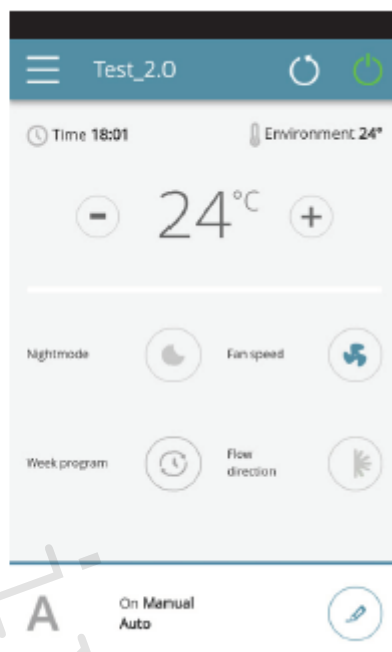 Test_2.0
Time 18:01
Environment 24°
24°C
Nightmode
Fan speed
Week program
Flow
direction
A
On Manual
Auto